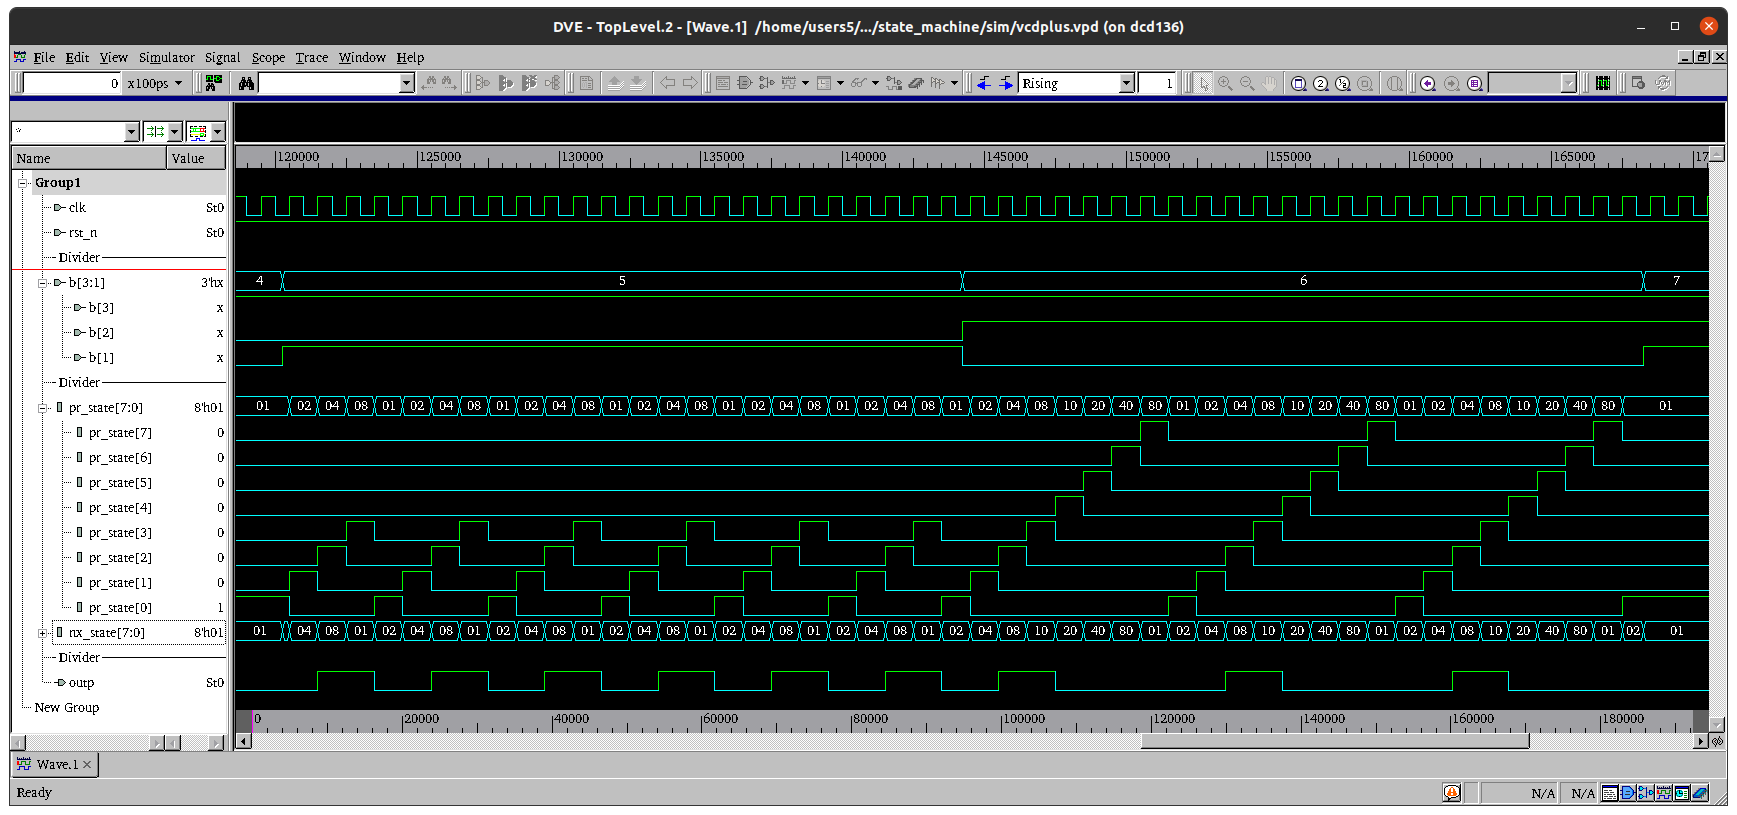 DVE - TopLevel.2 - [Wave.1]  /home/users5/.../state_machine/sim/vcdplus.vpd (on dcd136)
File Edit View Simulator Signal Scope Trace Window Help
0 x100ps Rising 1
*
Name Value
120000 125000 130000 135000 140000 145000 150000 155000 160000 165000 17
Group1
clk St0
rst_n St0
Divider
b[3:1] 3'hx 4 5 6 7
b[3] x
b[2] x
b[1] x
Divider
pr_state[7:0] 8'h01 01 02 04 08 01 02 04 08 01 02 04 08 01 02 04 08 01 02 04 08 01 02 04 08 01 02 04 08 10 20 40 80 01 02 04 08 10 20 40 80 01 02 04 08 10 20 40 80 01
pr_state[7] 0
pr_state[6] 0
pr_state[5] 0
pr_state[4] 0
pr_state[3] 0
pr_state[2] 0
pr_state[1] 0
pr_state[0] 1
nx_state[7:0] 8'h01 01 04 08 01 02 04 08 01 02 04 08 01 02 04 08 01 02 04 08 01 02 04 08 01 02 04 08 10 20 40 80 01 02 04 08 10 20 40 80 01 02 04 08 10 20 40 80 01 02 01
Divider
outp St0
New Group
0 20000 40000 60000 80000 100000 120000 140000 160000 180000
Wave.1
Ready N/A N/A